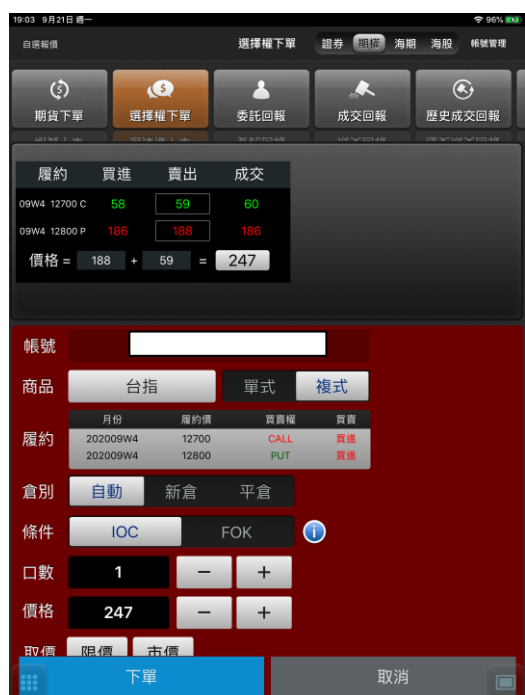 19:03 9月21日 週一
96%
自選報價 選擇權下單 證券 期權 海期 海股 帳號管理
期貨下單 選擇權下單 委託回報 成交回報 歷史成交回報
履約 買進 賣出 成交
09W4 12700 C 58 59 60
09W4 12800 P 186 188 186
價格 = 188 + 59 = 247
帳號
商品 台指 單式 複式
月份 履約價 買賣權 買賣
履約
202009W4 12700 CALL 買進
202009W4 12800 PUT 買進
倉別 自動 新倉 平倉
條件 IOC FOK i
口數 1 − +
價格 247 − +
取價 限價 市價
下單 取消